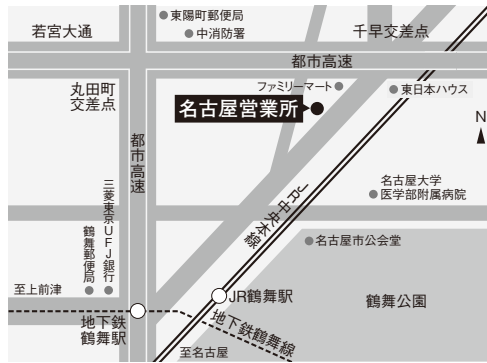 東陽町郵便局
若宮大通
中消防署
千早交差点
都市高速
ファミリーマート
東日本ハウス
丸田町
交差点
名古屋営業所
N
都市高速
JR中央本線
名古屋大学
医学部附属病院
三菱東京UFJ銀行
鶴舞郵便局
名古屋市公会堂
至上前津
JR鶴舞駅
鶴舞公園
地下鉄
鶴舞駅
地下鉄鶴舞線
至名古屋